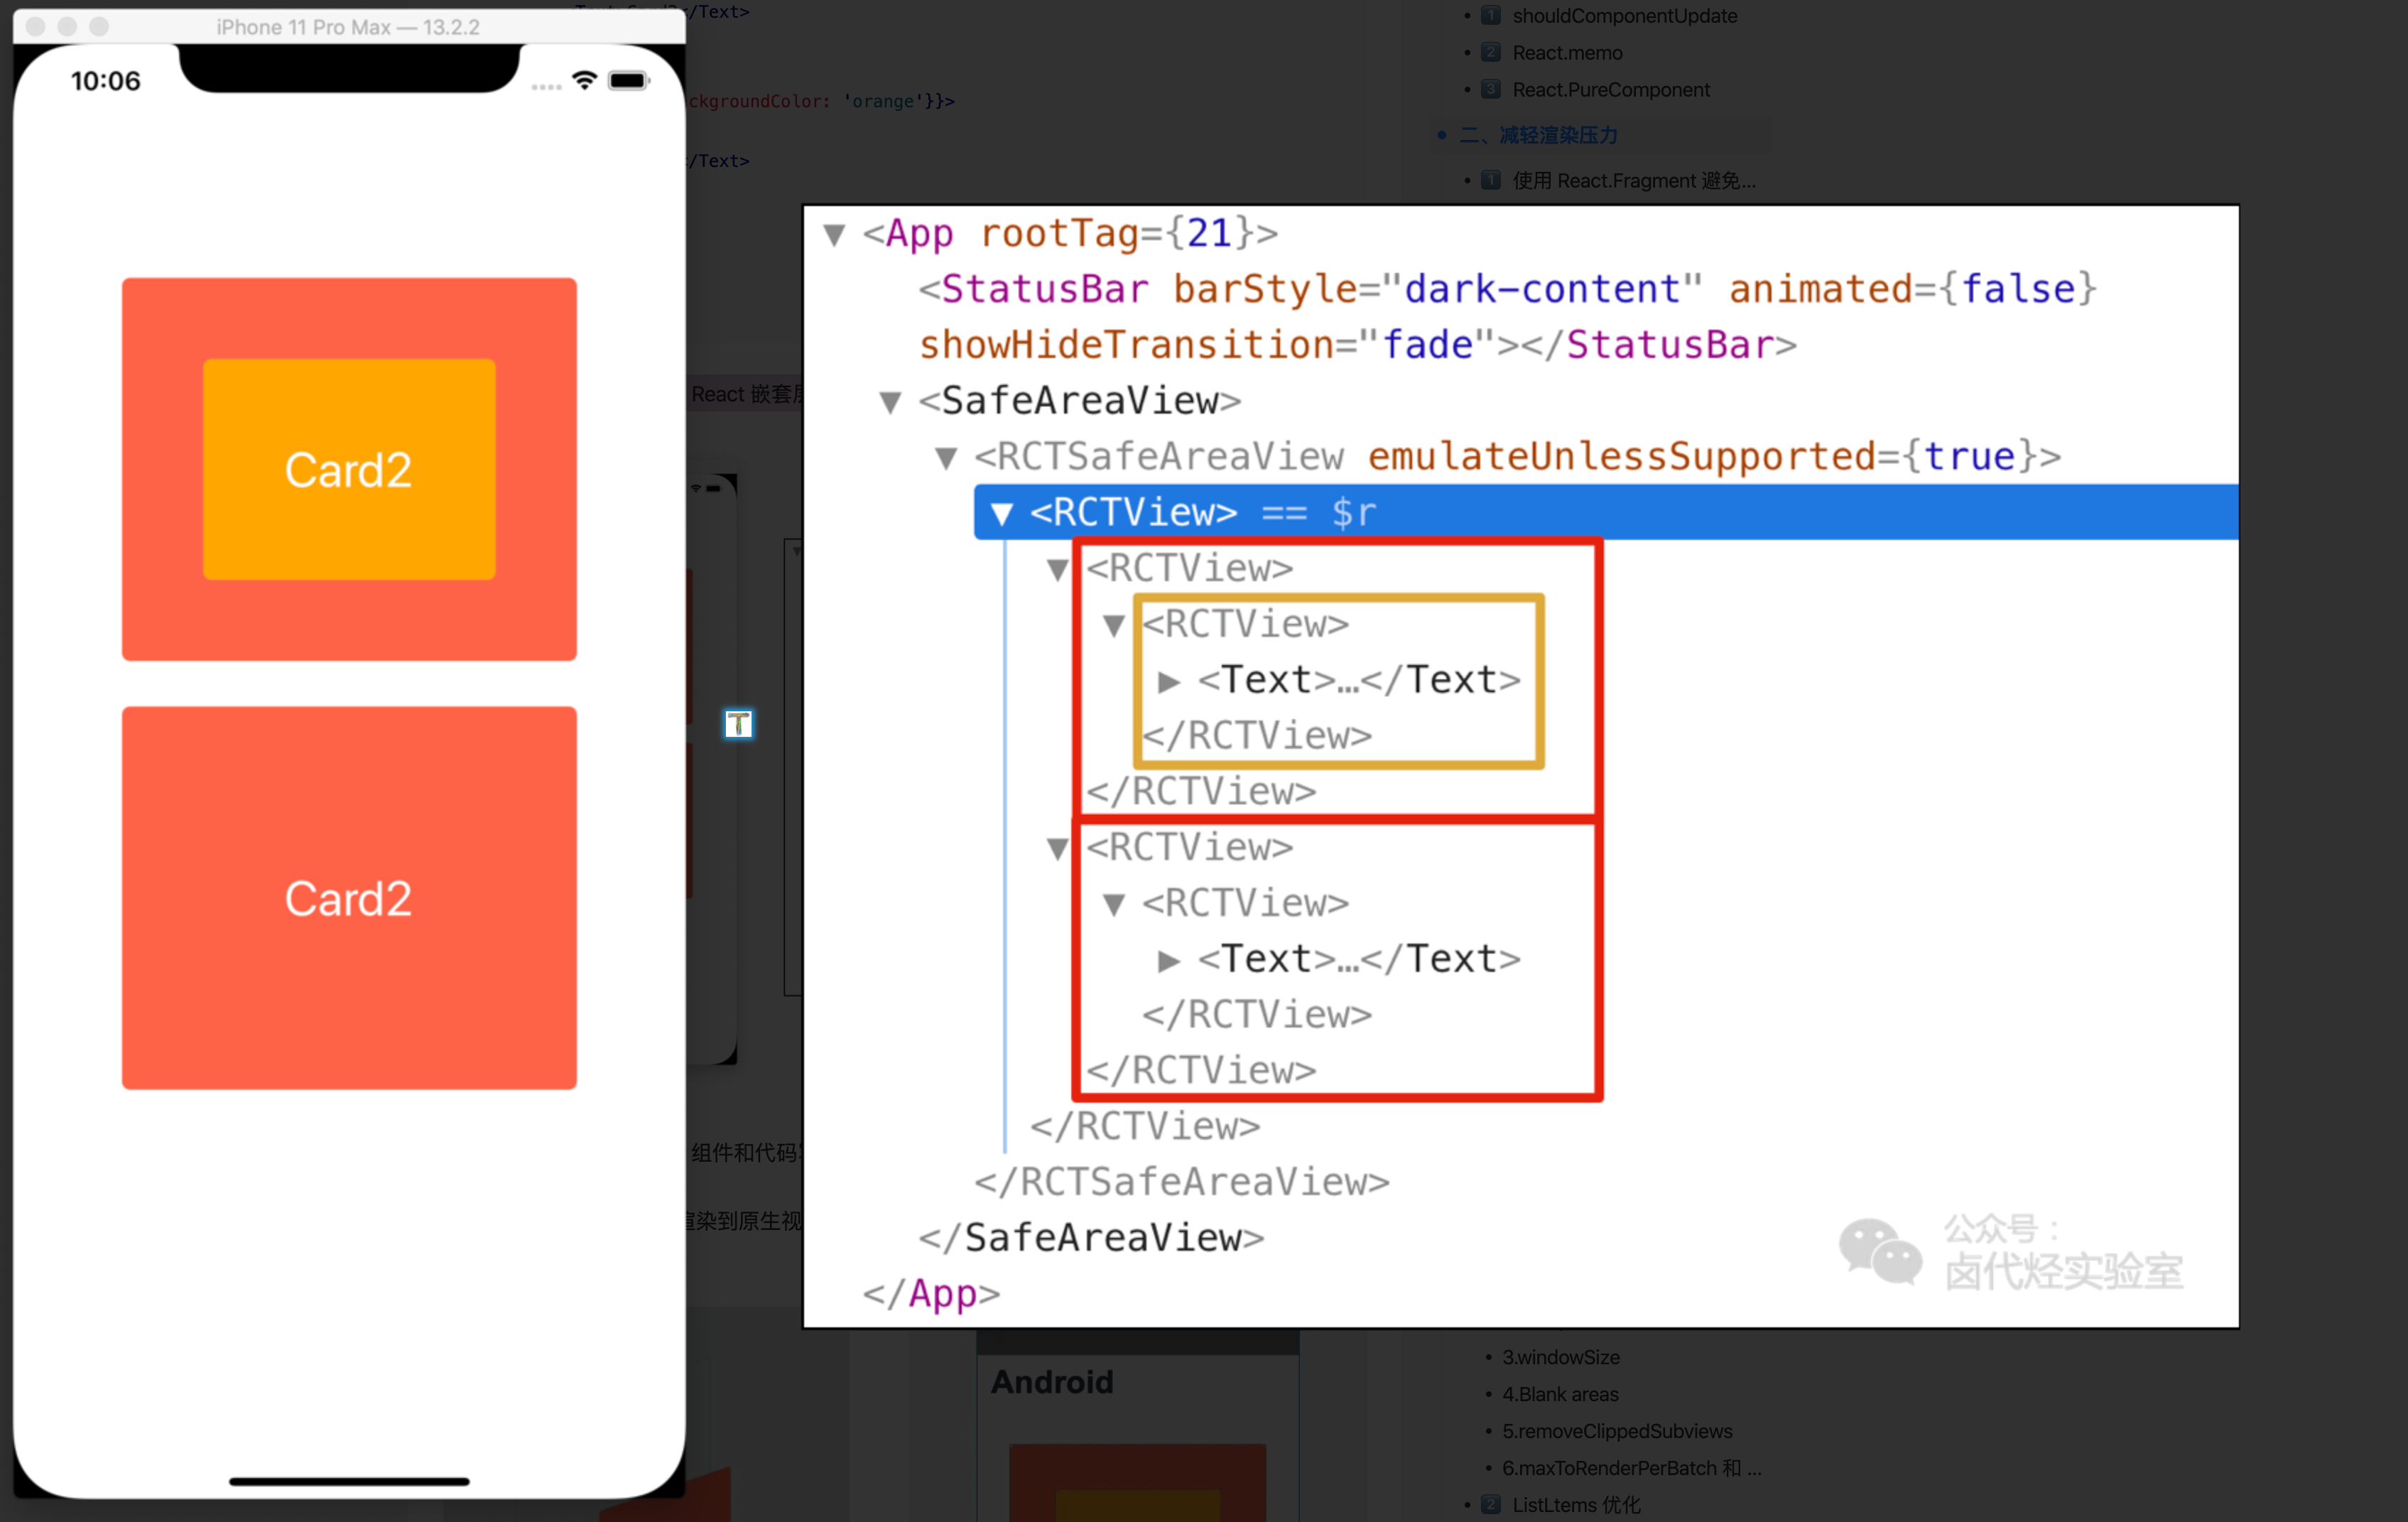 iPhone 11 Pro Max — 13.2.2
10:06
Card2
Card2
</Text>
ckgroundColor: 'orange'}}>
</Text>
React 嵌套
组件和代码
渲染到原生视
1 shouldComponentUpdate
2 React.memo
3 React.PureComponent
二、减轻渲染压力
1 使用 React.Fragment 避免...
▼ <App rootTag={21}>
<StatusBar barStyle="dark-content" animated={false}
showHideTransition="fade"></StatusBar>
▼ <SafeAreaView>
▼ <RCTSafeAreaView emulateUnlessSupported={true}>
▼ <RCTView> == $r
▼ <RCTView>
▼ <RCTView>
▶ <Text>…</Text>
</RCTView>
</RCTView>
▼ <RCTView>
▼ <RCTView>
▶ <Text>…</Text>
</RCTView>
</RCTView>
</RCTView>
</RCTSafeAreaView>
</SafeAreaView>
</App>
公众号：
卤代烃实验室
Android
3.windowSize
4.Blank areas
5.removeClippedSubviews
6.maxToRenderPerBatch 和 ...
2 ListLtems 优化